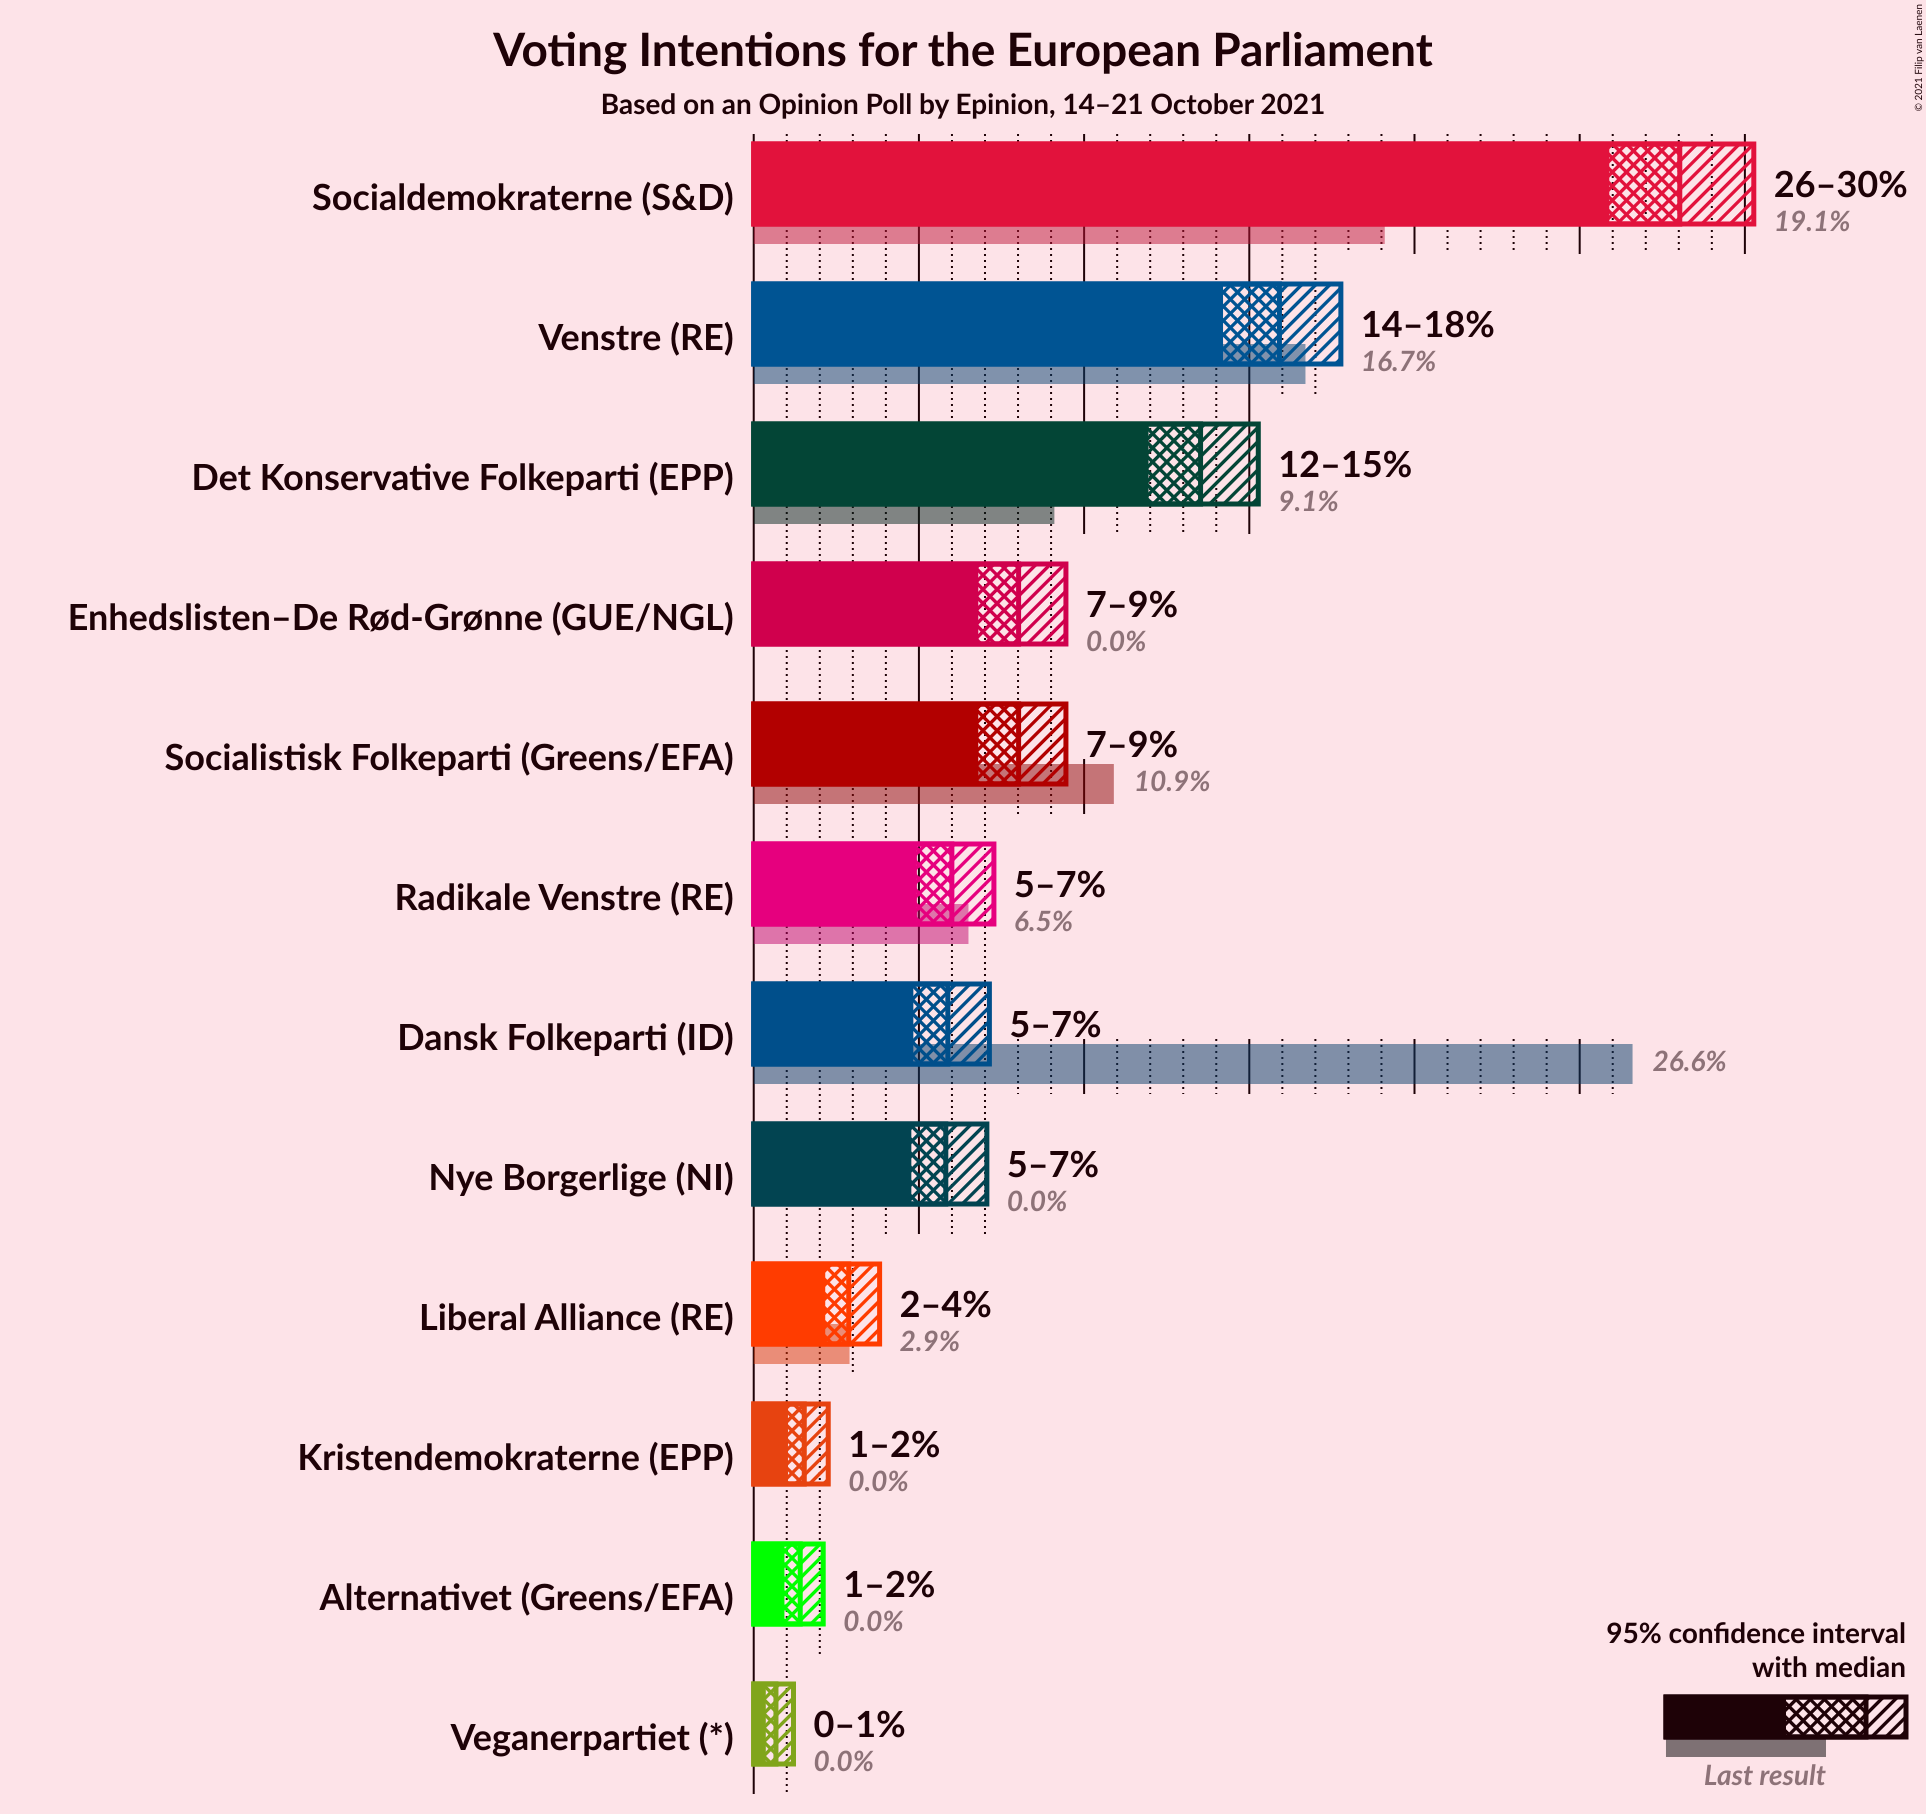 Voting Intentions for the European Parliament
Based on an Opinion Poll by Epinion, 14–21 October 2021
© 2021 Filip van Laenen
Socialdemokraterne (S&D)
26–30%
19.1%
Venstre (RE)
14–18%
16.7%
Det Konservative Folkeparti (EPP)
12–15%
9.1%
Enhedslisten–De Rød-Grønne (GUE/NGL)
7–9%
0.0%
Socialistisk Folkeparti (Greens/EFA)
7–9%
10.9%
Radikale Venstre (RE)
5–7%
6.5%
Dansk Folkeparti (ID)
5–7%
26.6%
Nye Borgerlige (NI)
5–7%
0.0%
Liberal Alliance (RE)
2–4%
2.9%
Kristendemokraterne (EPP)
1–2%
0.0%
Alternativet (Greens/EFA)
1–2%
0.0%
Veganerpartiet (*)
0–1%
0.0%
95% confidence interval
with median
Last result